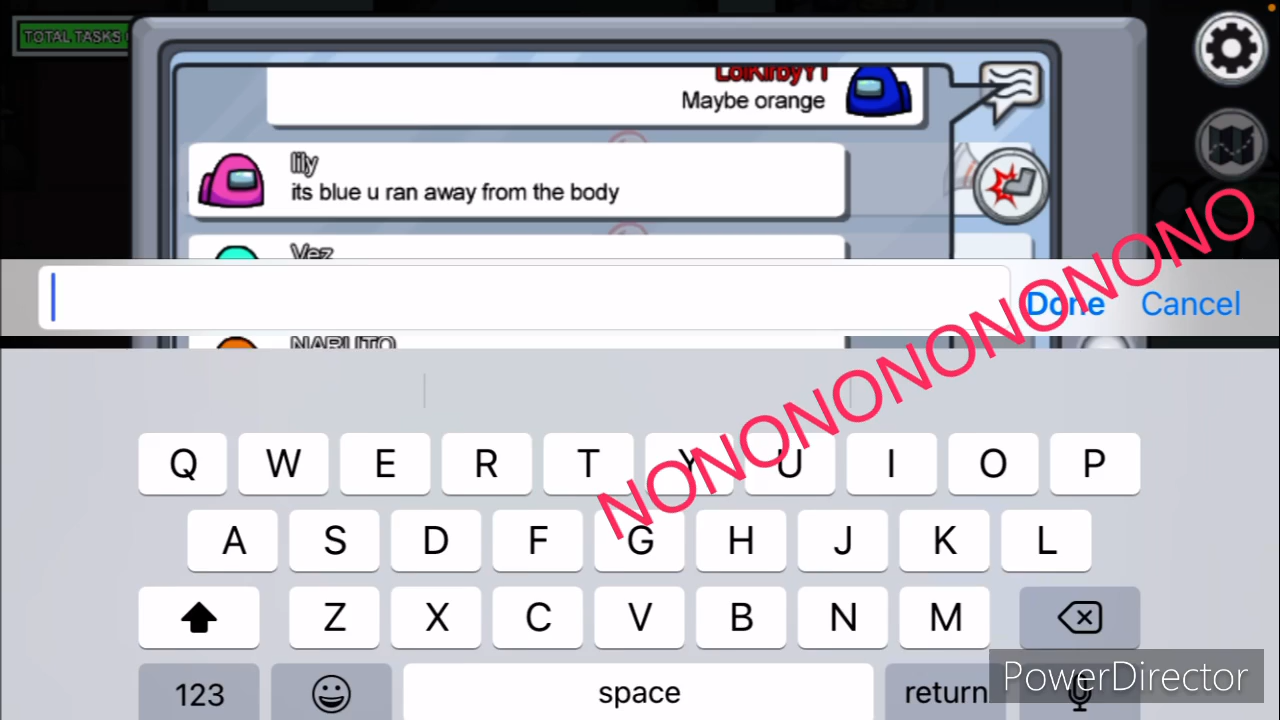 TOTAL TASKS
LolKirbyYT
Maybe orange
lily
its blue u ran away from the body
Vez
Done Cancel
NARUTO
NONONONONONONO
Q W E R T Y U I O P
A S D F G H J K L
Z X C V B N M
123 space return
PowerDirector